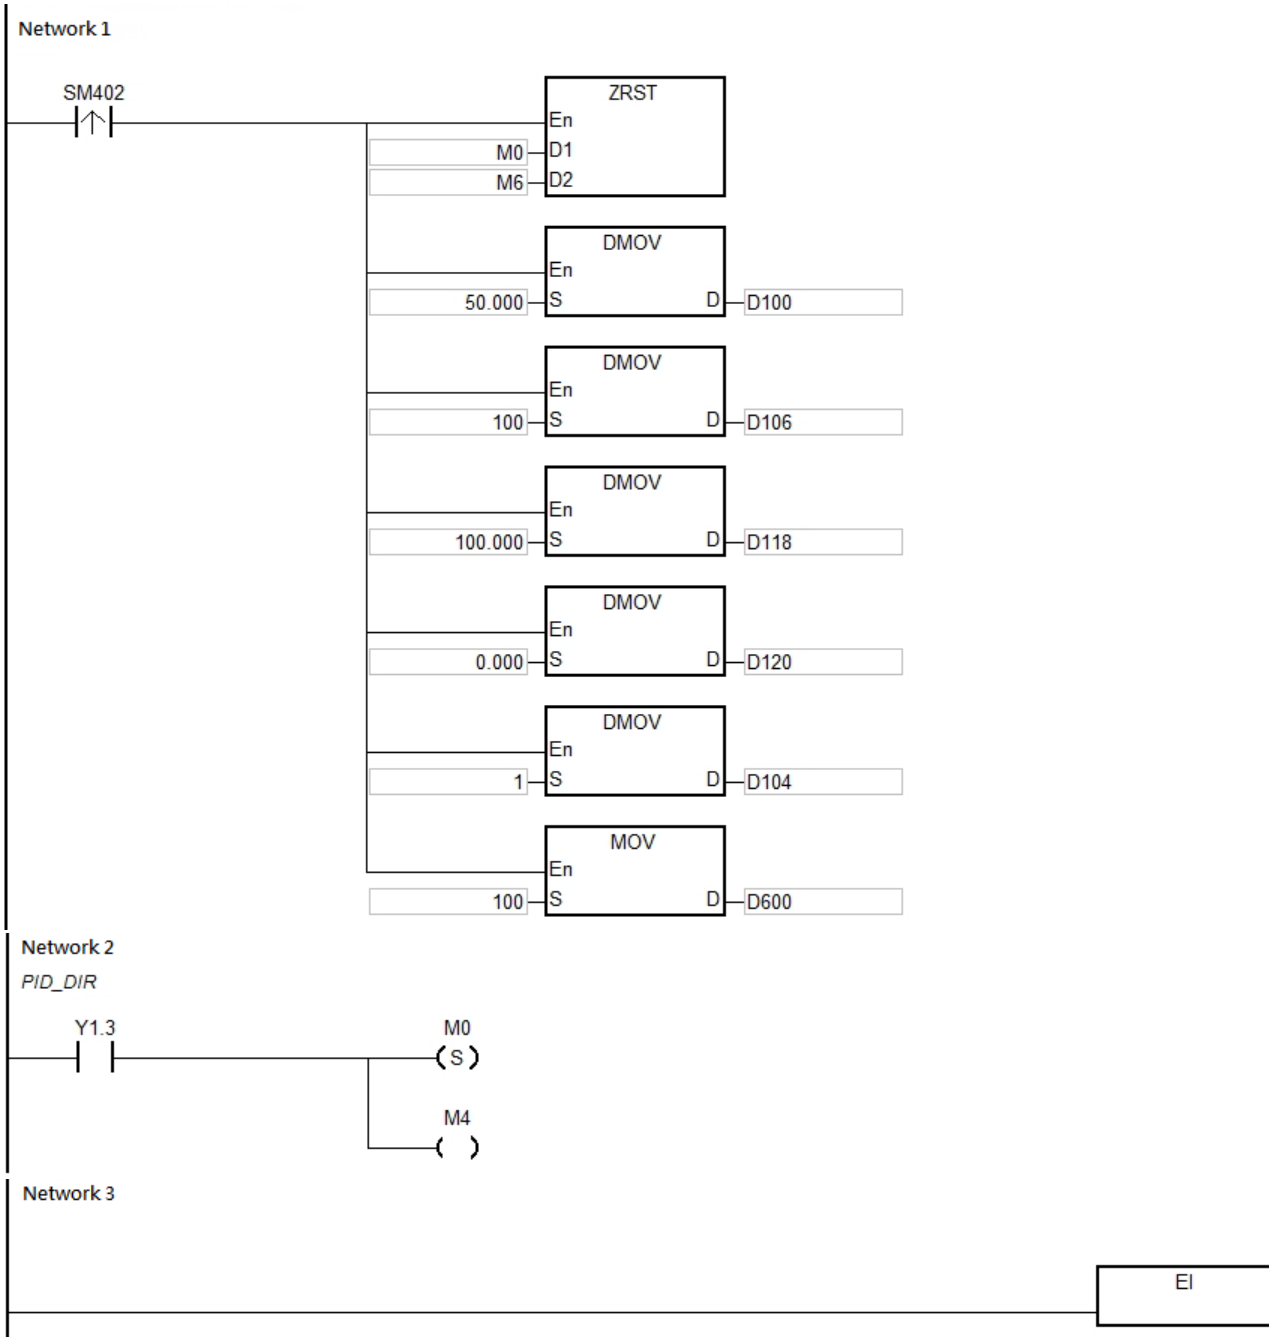 Network 1
SM402
ZRST
En
M0 D1
M6 D2
DMOV
En
50.000 S D D100
DMOV
En
100 S D D106
DMOV
En
100.000 S D D118
DMOV
En
0.000 S D D120
DMOV
En
1 S D D104
MOV
En
100 S D D600
Network 2
PID_DIR
Y1.3 M0
S
M4
Network 3
EI